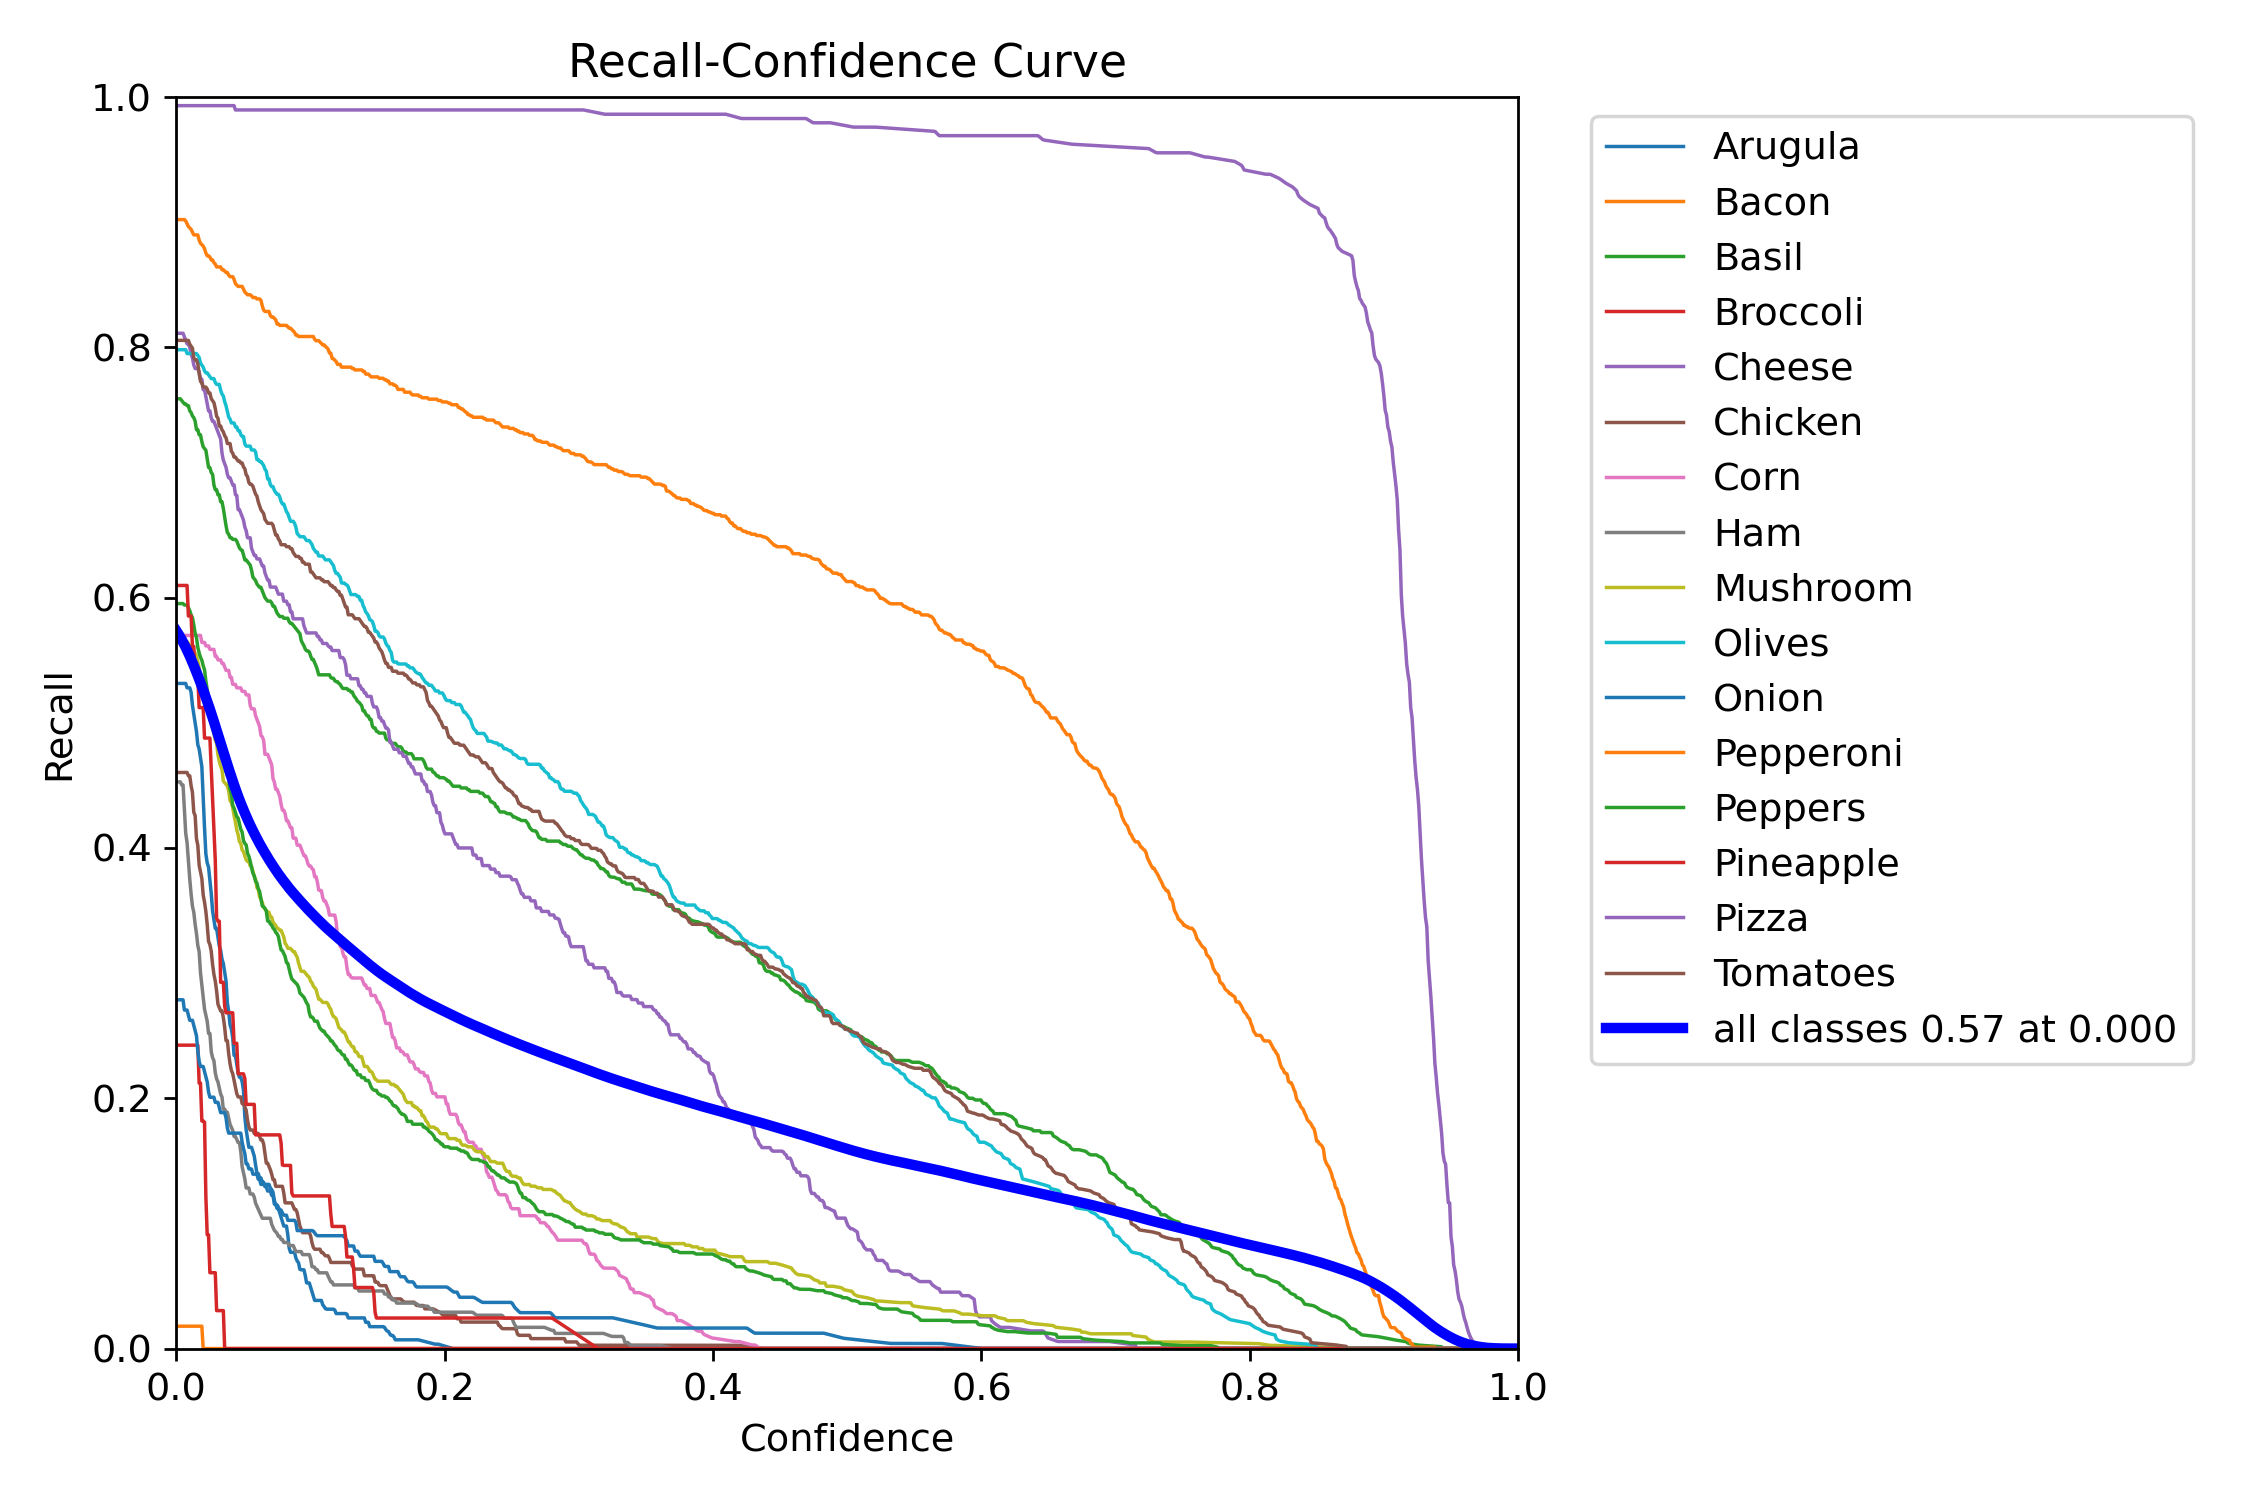 Recall-Confidence Curve
1.0
0.8
0.6
0.4
0.2
0.0
Recall
0.0 0.2 0.4 0.6 0.8 1.0
Confidence
Arugula
Bacon
Basil
Broccoli
Cheese
Chicken
Corn
Ham
Mushroom
Olives
Onion
Pepperoni
Peppers
Pineapple
Pizza
Tomatoes
all classes 0.57 at 0.000